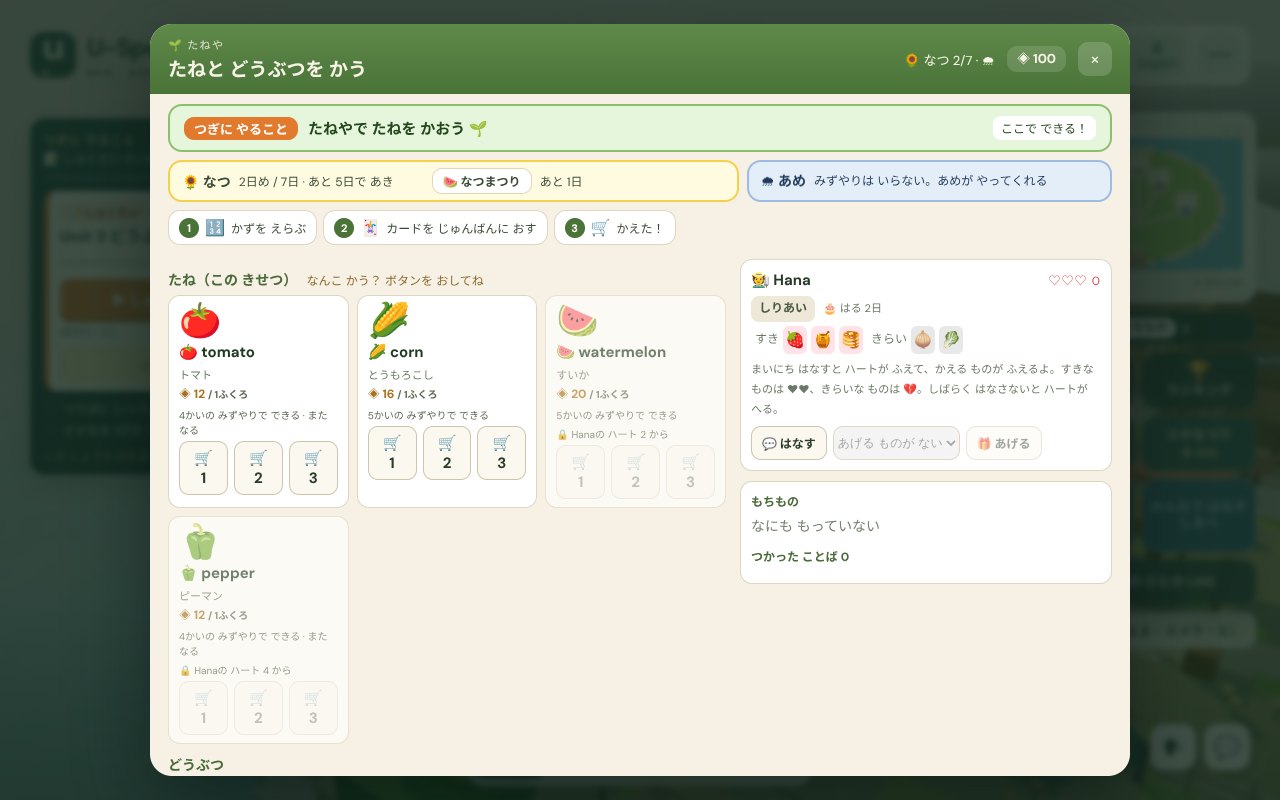 🌱 たねや
たねと どうぶつを かう
🌻 なつ 2/7 · 🌧 ◈ 100 ×
つぎに やること たねやで たねを かおう 🌱 ここで できる！
🌻 なつ 2日め / 7日 · あと 5日で あき 🍉 なつまつり あと 1日
🌧 あめ みずやりは いらない。あめが やってくれる
1 🔢 かずを えらぶ
2 🃏 カードを じゅんばんに おす
3 🛒 かえた！
たね（この きせつ） なんこ かう？ ボタンを おしてね
🍅 tomato
トマト
◈ 12 / 1ふくろ
4かいの みずやりで できる · また
なる
🛒 1 🛒 2 🛒 3
🌽 corn
とうもろこし
◈ 16 / 1ふくろ
5かいの みずやりで できる
🛒 1 🛒 2 🛒 3
🍉 watermelon
すいか
◈ 20 / 1ふくろ
5かいの みずやりで できる
🔒 Hanaの ハート 2 から
🛒 1 🛒 2 🛒 3
🫑 pepper
ピーマン
◈ 12 / 1ふくろ
4かいの みずやりで できる · また
なる
🔒 Hanaの ハート 4 から
🛒 1 🛒 2 🛒 3
どうぶつ
🧑‍🌾 Hana ♡♡♡ 0
しりあい 🎂 はる 2日
すき 🍓 🍯 🥞 きらい 🧅 🥬
まいにち はなすと ハートが ふえて、かえる ものが ふえるよ。すきな
ものは ❤❤、きらいな ものは 💔。しばらく はなさないと ハートが
へる。
💬 はなす あげる ものが ない 🎁 あげる
もちもの
なにも もっていない
つかった ことば 0